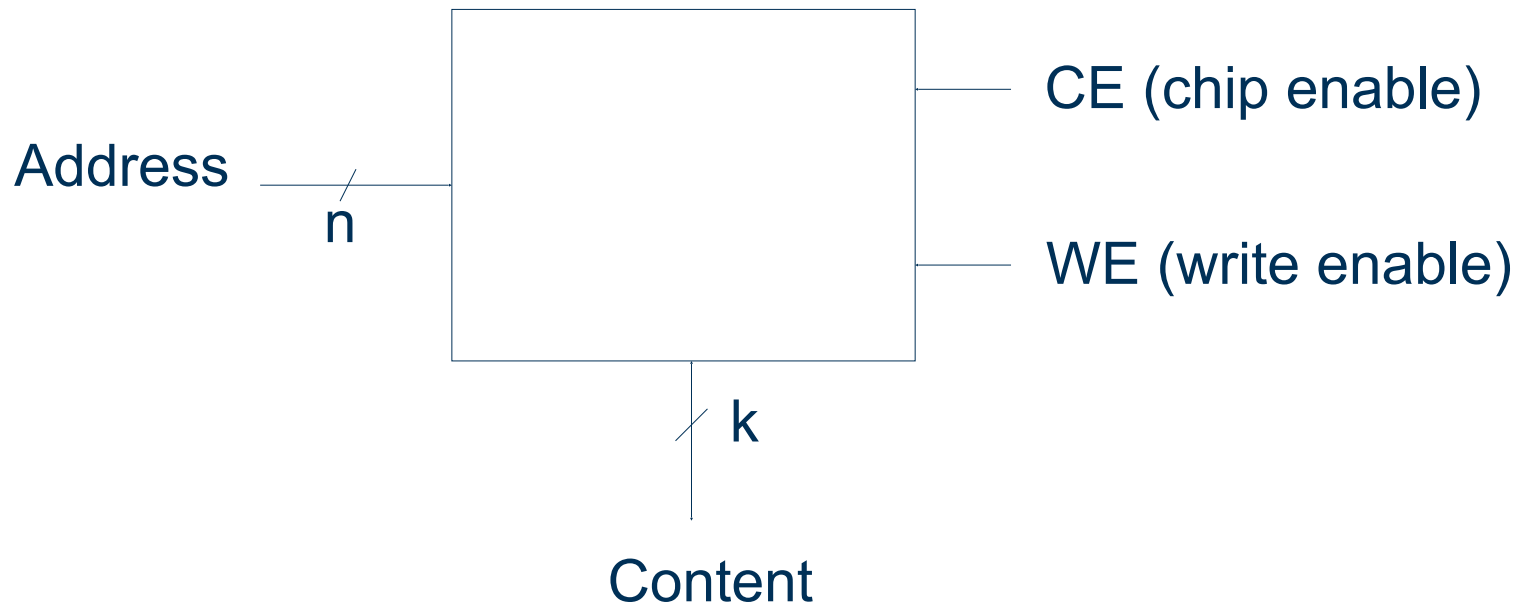 CE (chip enable)
Address
n
WE (write enable)
k
Content